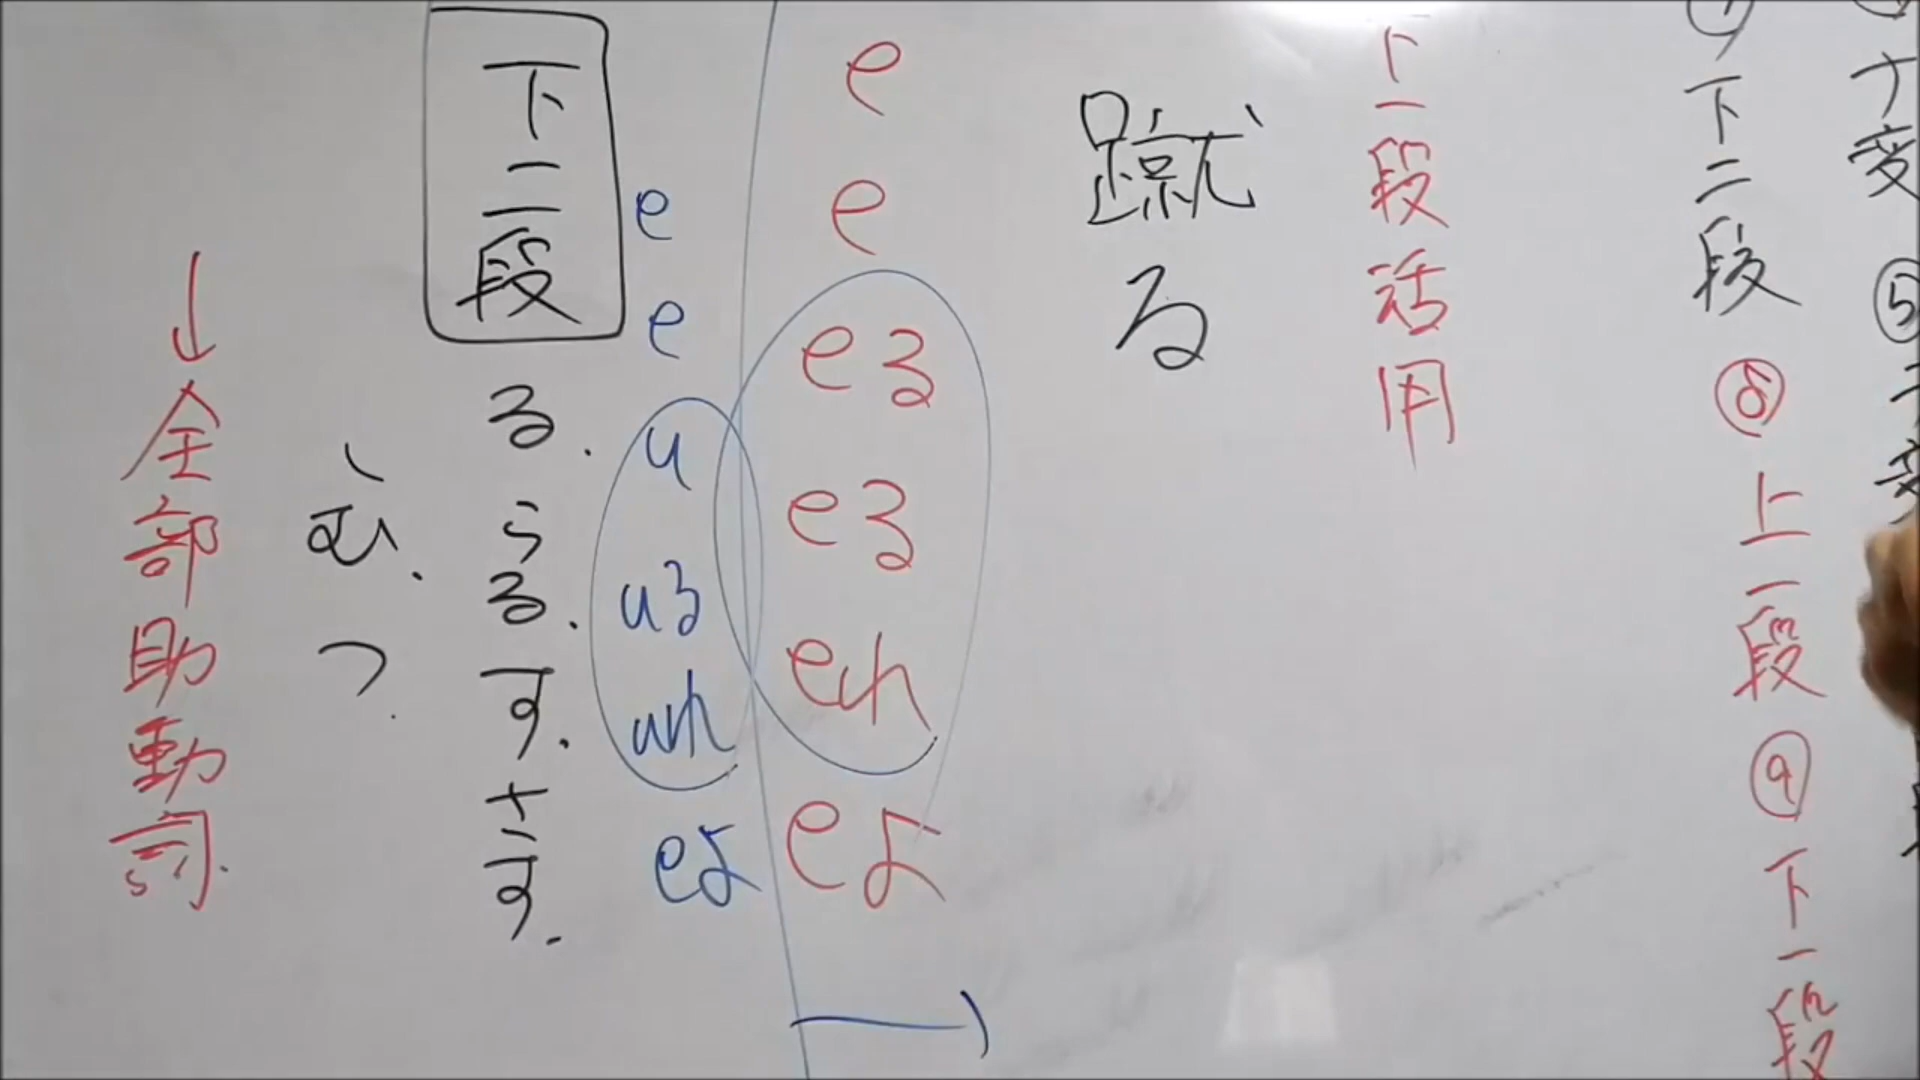 ナ変 ⑤
下二段 ⑧ 上一段 ⑨ 下一段
下一段活用
蹴る
e
e
eる
eる
eれ
eよ
e
e
u
uる
uれ
eよ
下二段
る.らる.す.さす.
む.つ.
↓全部助動詞.